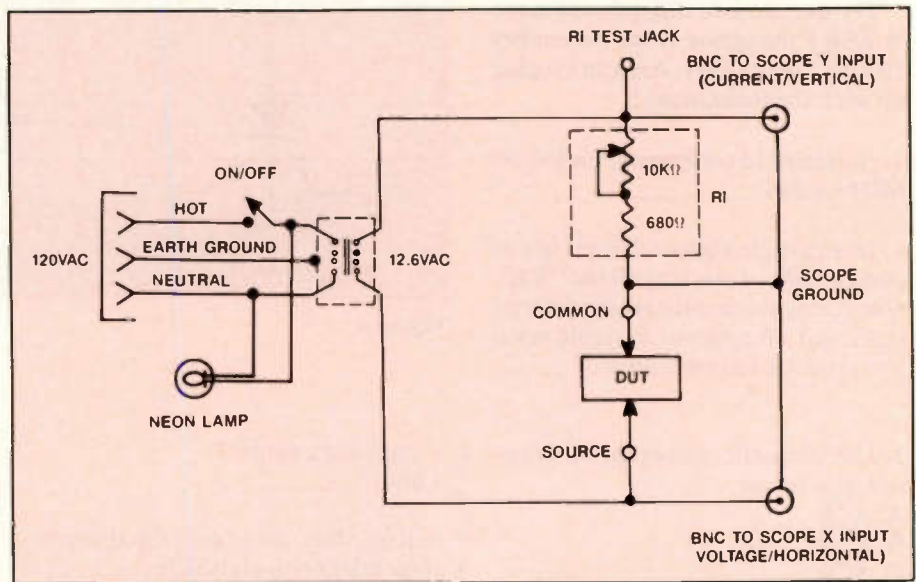 RI TEST JACK
BNC TO SCOPE Y INPUT
(CURRENT/VERTICAL)
ON/OFF
HOT
10KΩ
RI
EARTH GROUND
680Ω
120VAC
12.6VAC
NEUTRAL
SCOPE
GROUND
COMMON
DUT
NEON LAMP
SOURCE
BNC TO SCOPE X INPUT
VOLTAGE/HORIZONTAL)